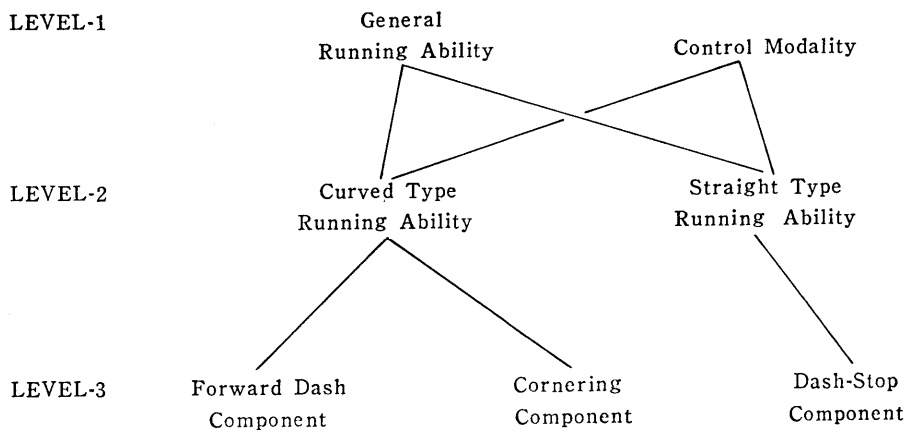 LEVEL-1
General
Running Ability
Control Modality
LEVEL-2
Curved Type
Running Ability
Straight Type
Running Ability
LEVEL-3
Forward Dash
Component
Cornering
Component
Dash-Stop
Component